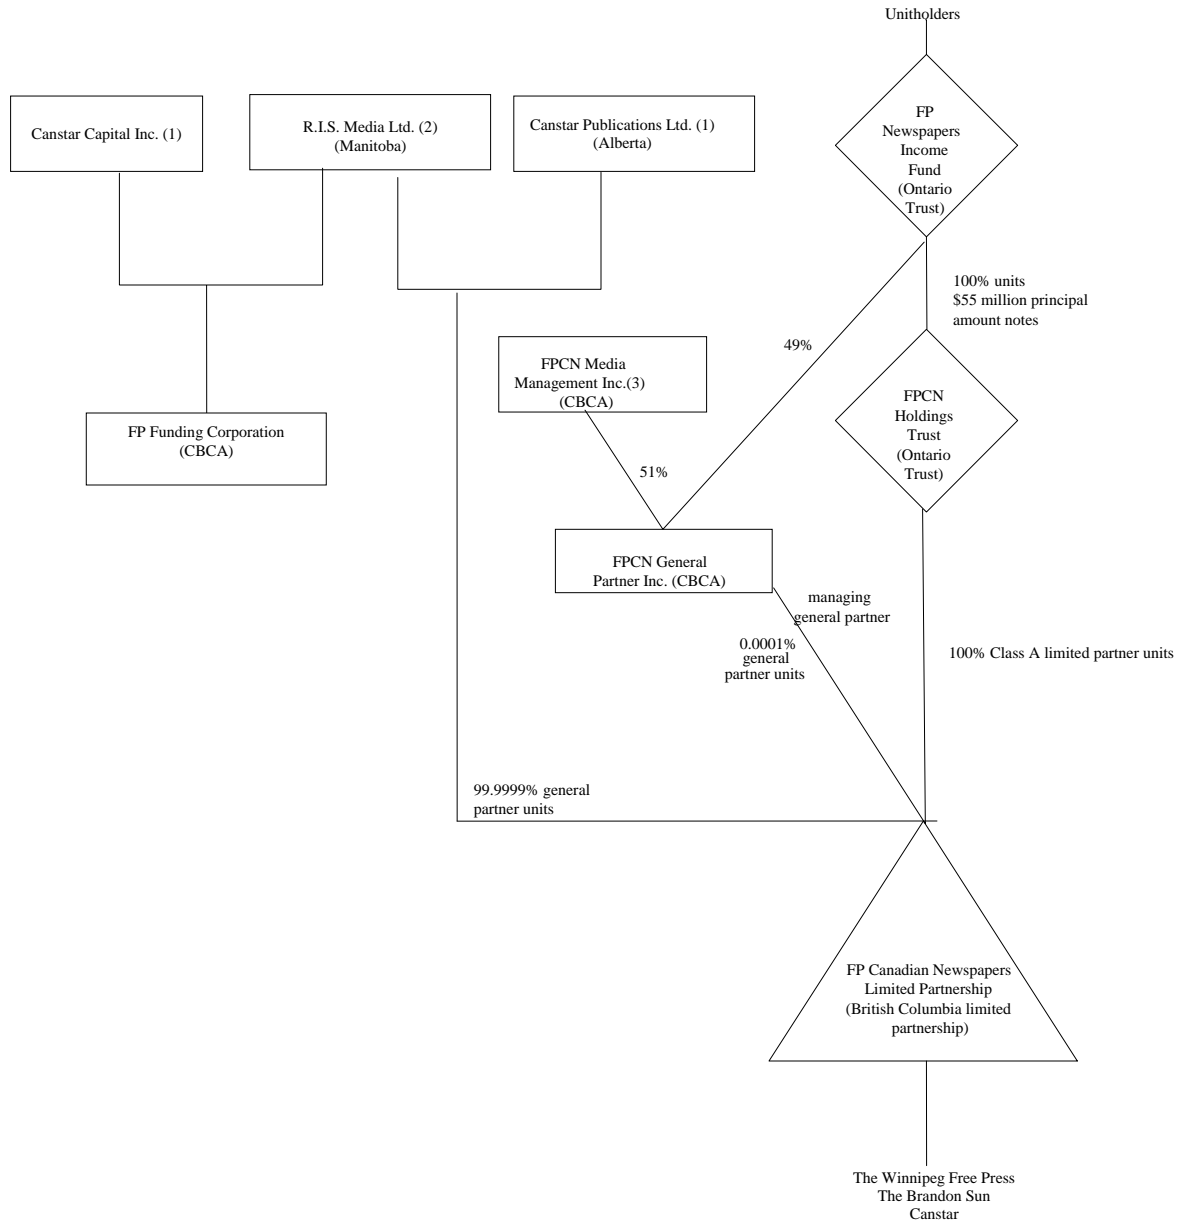 Unitholders
Canstar Capital Inc. (1)
R.I.S. Media Ltd. (2)
(Manitoba)
Canstar Publications Ltd. (1)
(Alberta)
FP
Newspapers
Income
Fund
(Ontario
Trust)
100% units
$55 million principal
amount notes
49%
FPCN Media
Management Inc.(3)
(CBCA)
FPCN
Holdings
Trust
(Ontario
Trust)
FP Funding Corporation
(CBCA)
51%
FPCN General
Partner Inc. (CBCA)
managing
general partner
0.0001%
general
partner units
100% Class A limited partner units
99.9999% general
partner units
FP Canadian Newspapers
Limited Partnership
(British Columbia limited
partnership)
The Winnipeg Free Press
The Brandon Sun
Canstar